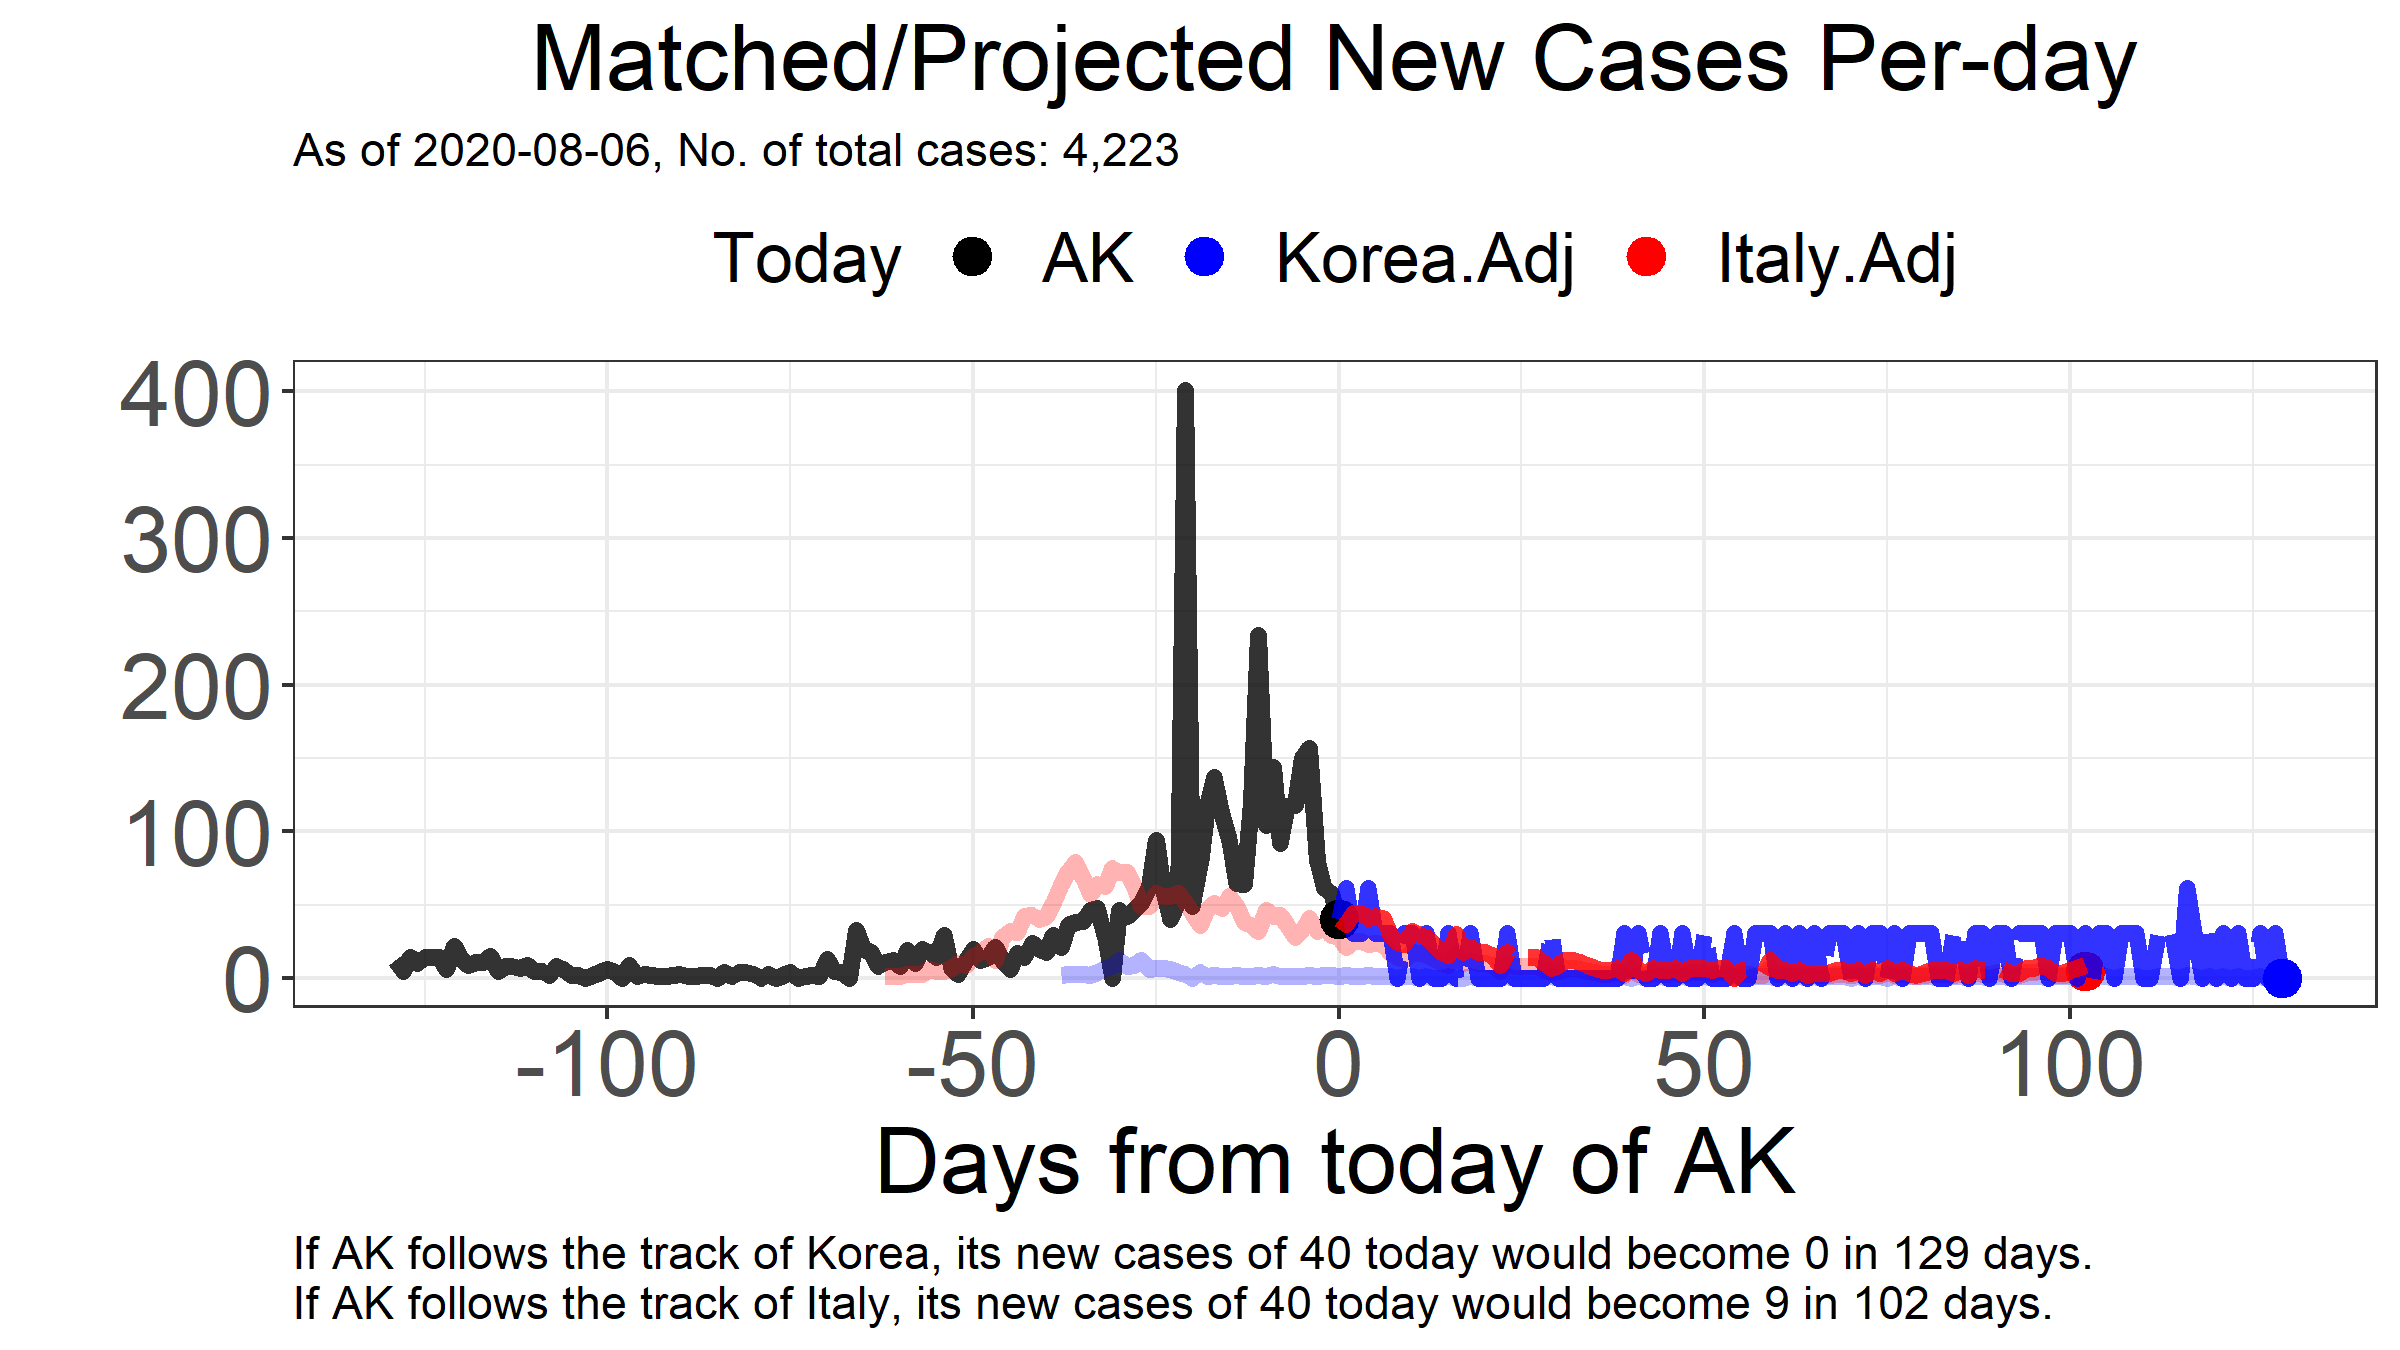 Matched/Projected New Cases Per-day
As of 2020-08-06, No. of total cases: 4,223
Today AK Korea.Adj Italy.Adj
400
300
200
100
0
-100 -50 0 50 100
Days from today of AK
If AK follows the track of Korea, its new cases of 40 today would become 0 in 129 days.
If AK follows the track of Italy, its new cases of 40 today would become 9 in 102 days.